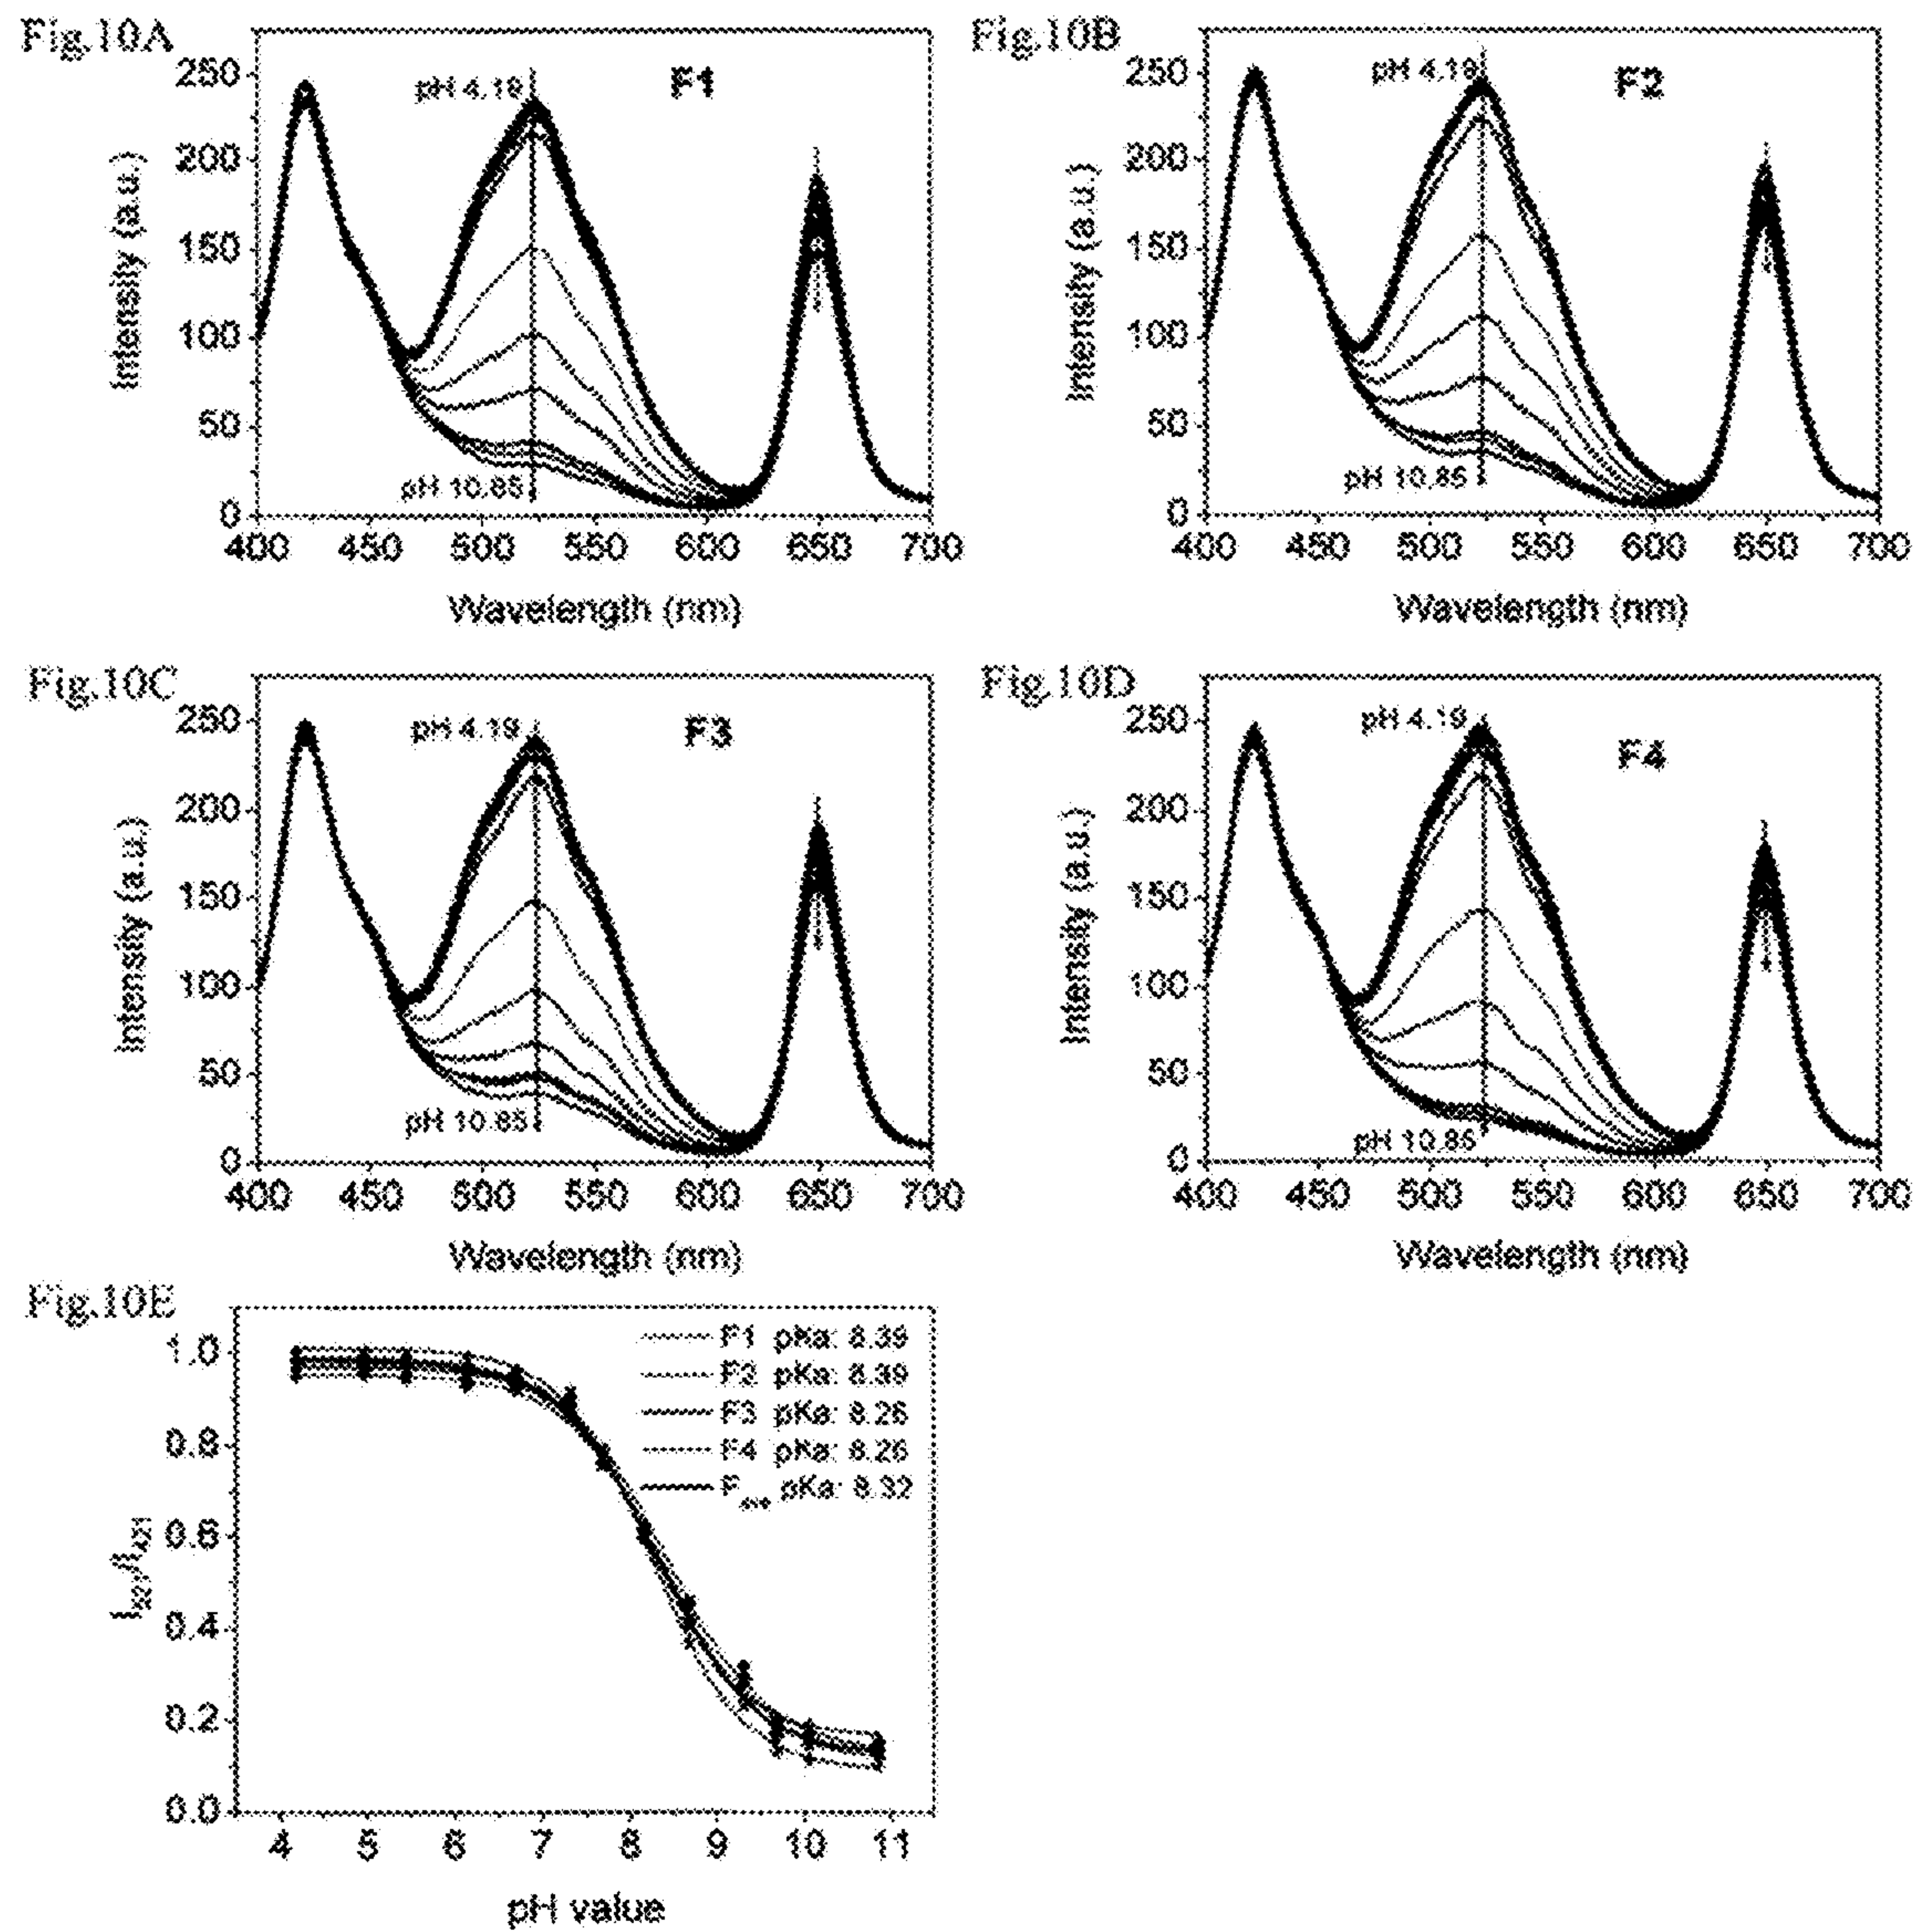 Fig.10A
F1
pH 4.19
pH 10.85
Intensity (a.u.)
250
200
150
100
50
0
400 450 500 550 600 650 700
Wavelength (nm)
Fig.10B
F2
pH 4.19
pH 10.85
Intensity (a.u.)
250
200
150
100
50
0
400 450 500 550 600 650 700
Wavelength (nm)
Fig.10C
F3
pH 4.19
pH 10.85
Intensity (a.u.)
250
200
150
100
50
0
400 450 500 550 600 650 700
Wavelength (nm)
Fig.10D
F4
pH 4.19
pH 10.85
Intensity (a.u.)
250
200
150
100
50
0
400 450 500 550 600 650 700
Wavelength (nm)
Fig.10E
F1 pKa: 8.39
F2 pKa: 8.39
F3 pKa: 8.26
F4 pKa: 8.26
pKa: 8.32
1.0
0.8
0.6
0.4
0.2
0.0
4 5 6 7 8 9 10 11
pH value